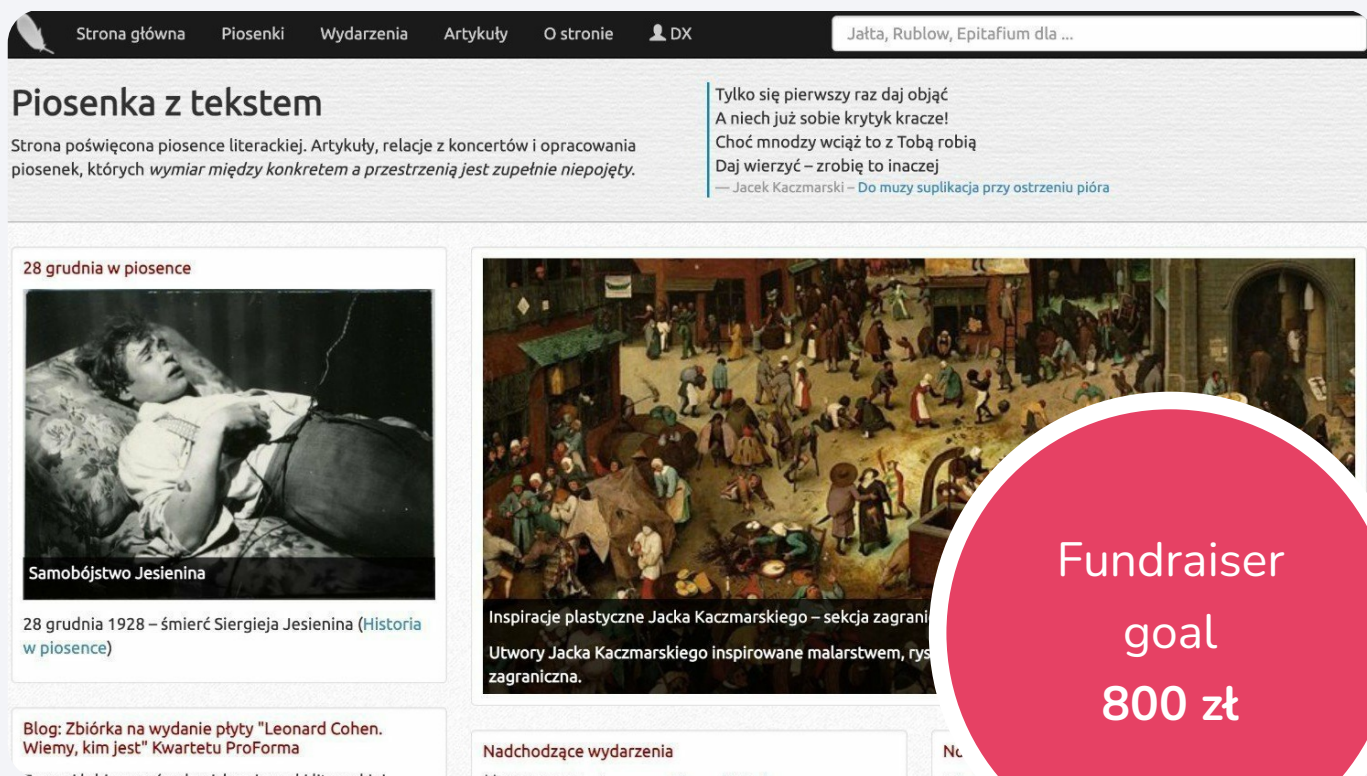 Strona główna Piosenki Wydarzenia Artykuły O stronie DX Jałta, Rublow, Epitafium dla ...
Piosenka z tekstem
Strona poświęcona piosence literackiej. Artykuły, relacje z koncertów i opracowania
piosenek, których wymiar między konkretem a przestrzenią jest zupełnie niepojęty.
Tylko się pierwszy raz daj objąć
A niech już sobie krytyk kracze!
Choć mnodzy wciąż to z Tobą robią
Daj wierzyć – zrobię to inaczej
— Jacek Kaczmarski – Do muzy suplikacja przy ostrzeniu pióra
28 grudnia w piosence
Samobójstwo Jesienina
28 grudnia 1928 – śmierć Siergieja Jesienina (Historia
w piosence)
Blog: Zbiórka na wydanie płyty "Leonard Cohen.
Wiemy, kim jest" Kwartetu ProForma
Inspiracje plastyczne Jacka Kaczmarskiego – sekcja
Utwory Jacka Kaczmarskiego inspirowane malarstwem,
zagraniczna.
Nadchodzące wydarzenia
Fundraiser
goal
800 zł